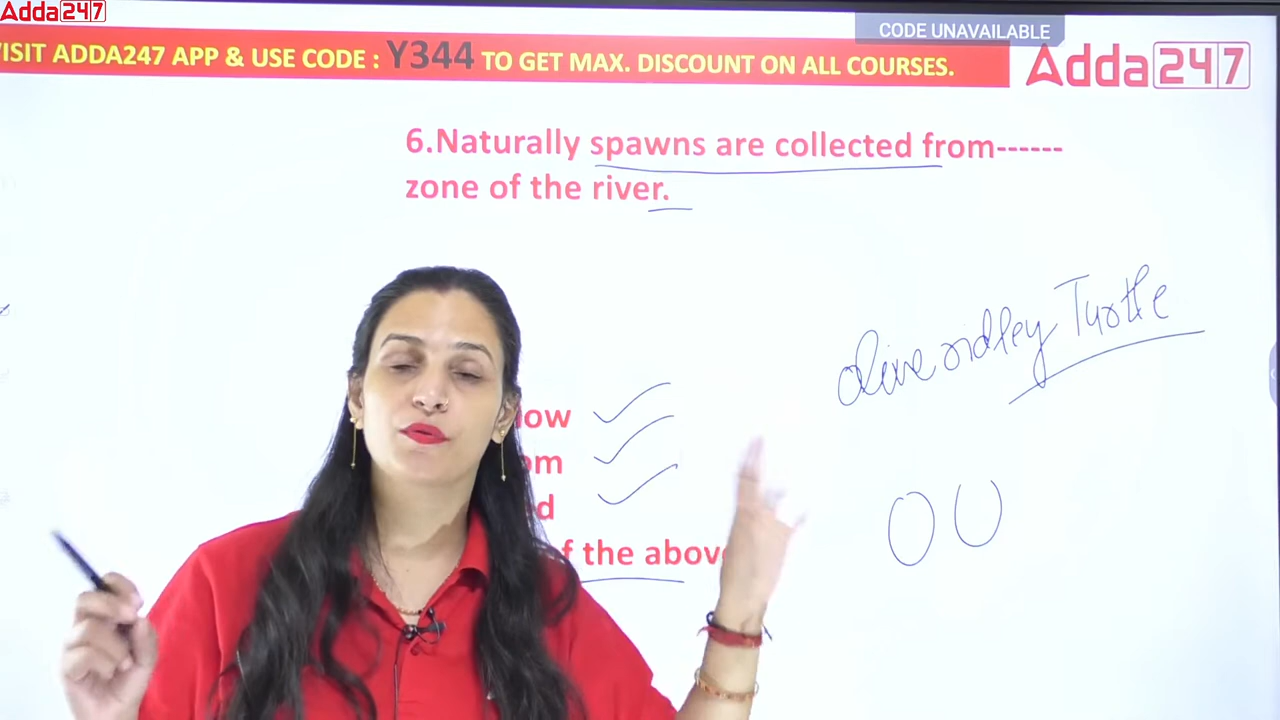 Adda247
CODE UNAVAILABLE
VISIT ADDA247 APP & USE CODE : Y344 TO GET MAX. DISCOUNT ON ALL COURSES.
Adda247
6.Naturally spawns are collected from------
zone of the river.
Olive ridley Turtle
low
om
d
f the above